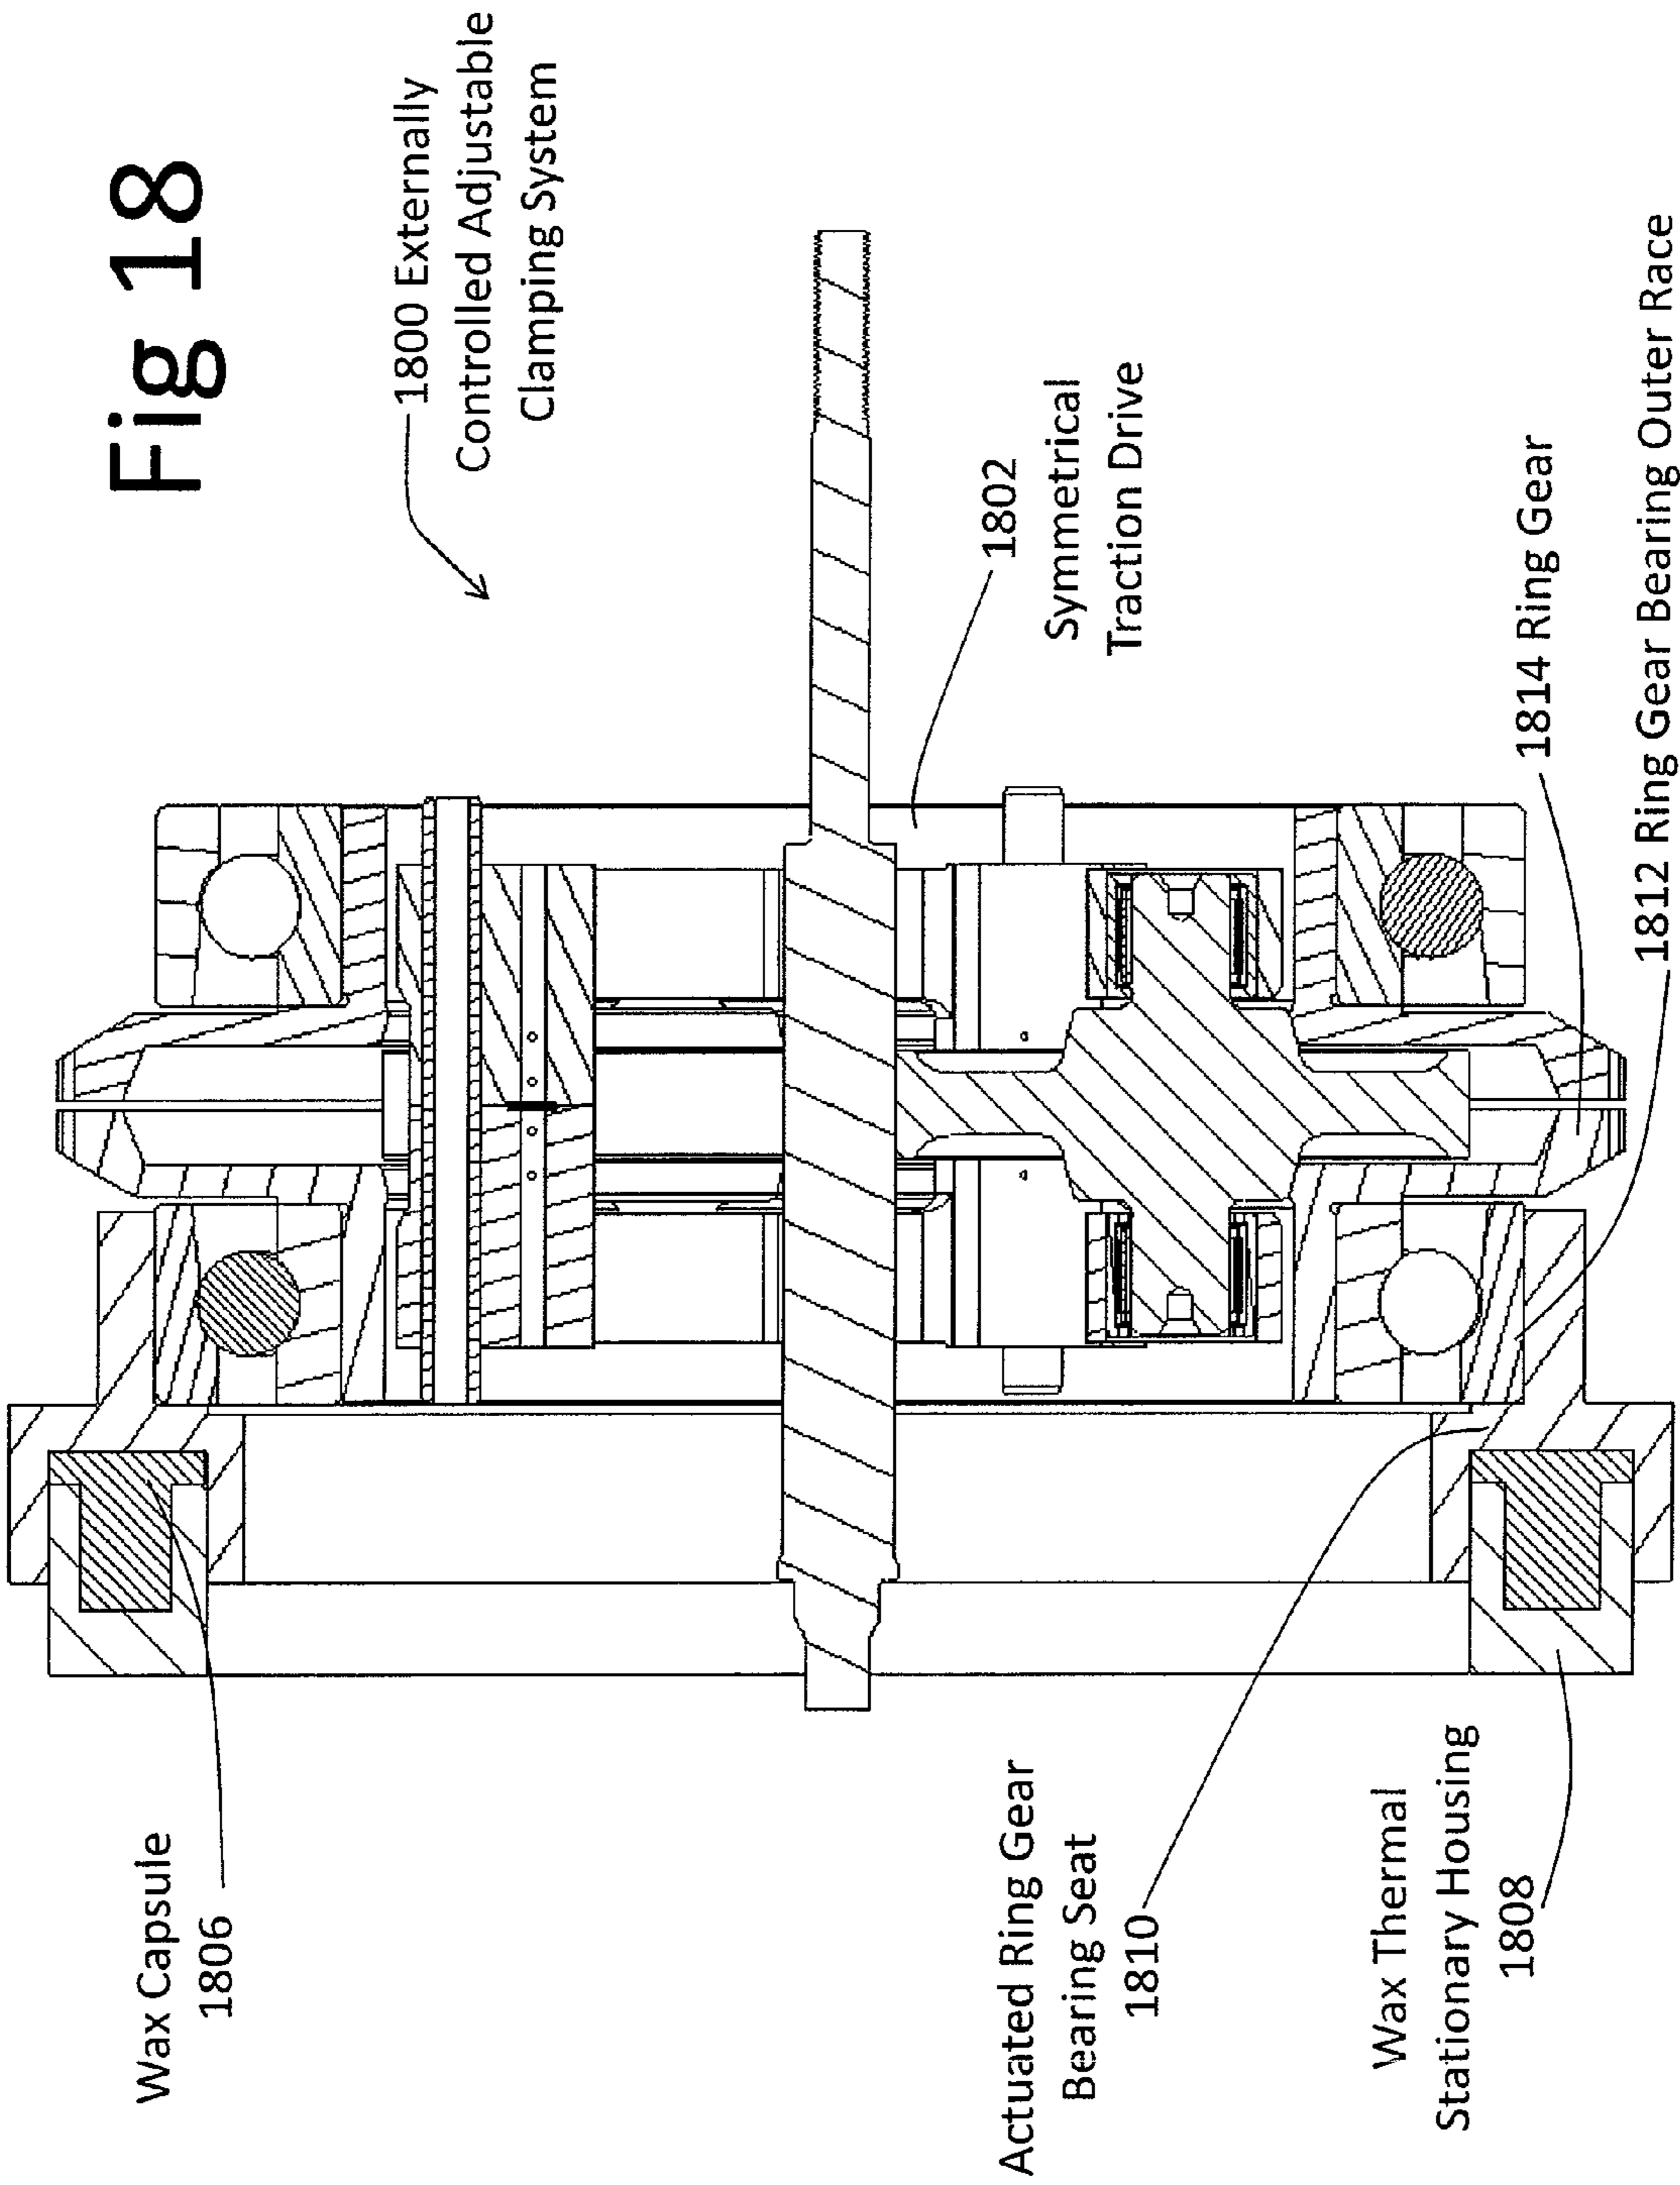 Fig 18
1800 Externally
Controlled Adjustable
Clamping System
Wax Capsule
1806
1802
Symmetrical
Traction Drive
Actuated Ring Gear
Bearing Seat
1810
Wax Thermal
Stationary Housing
1808
1814 Ring Gear
1812 Ring Gear Bearing Outer Race